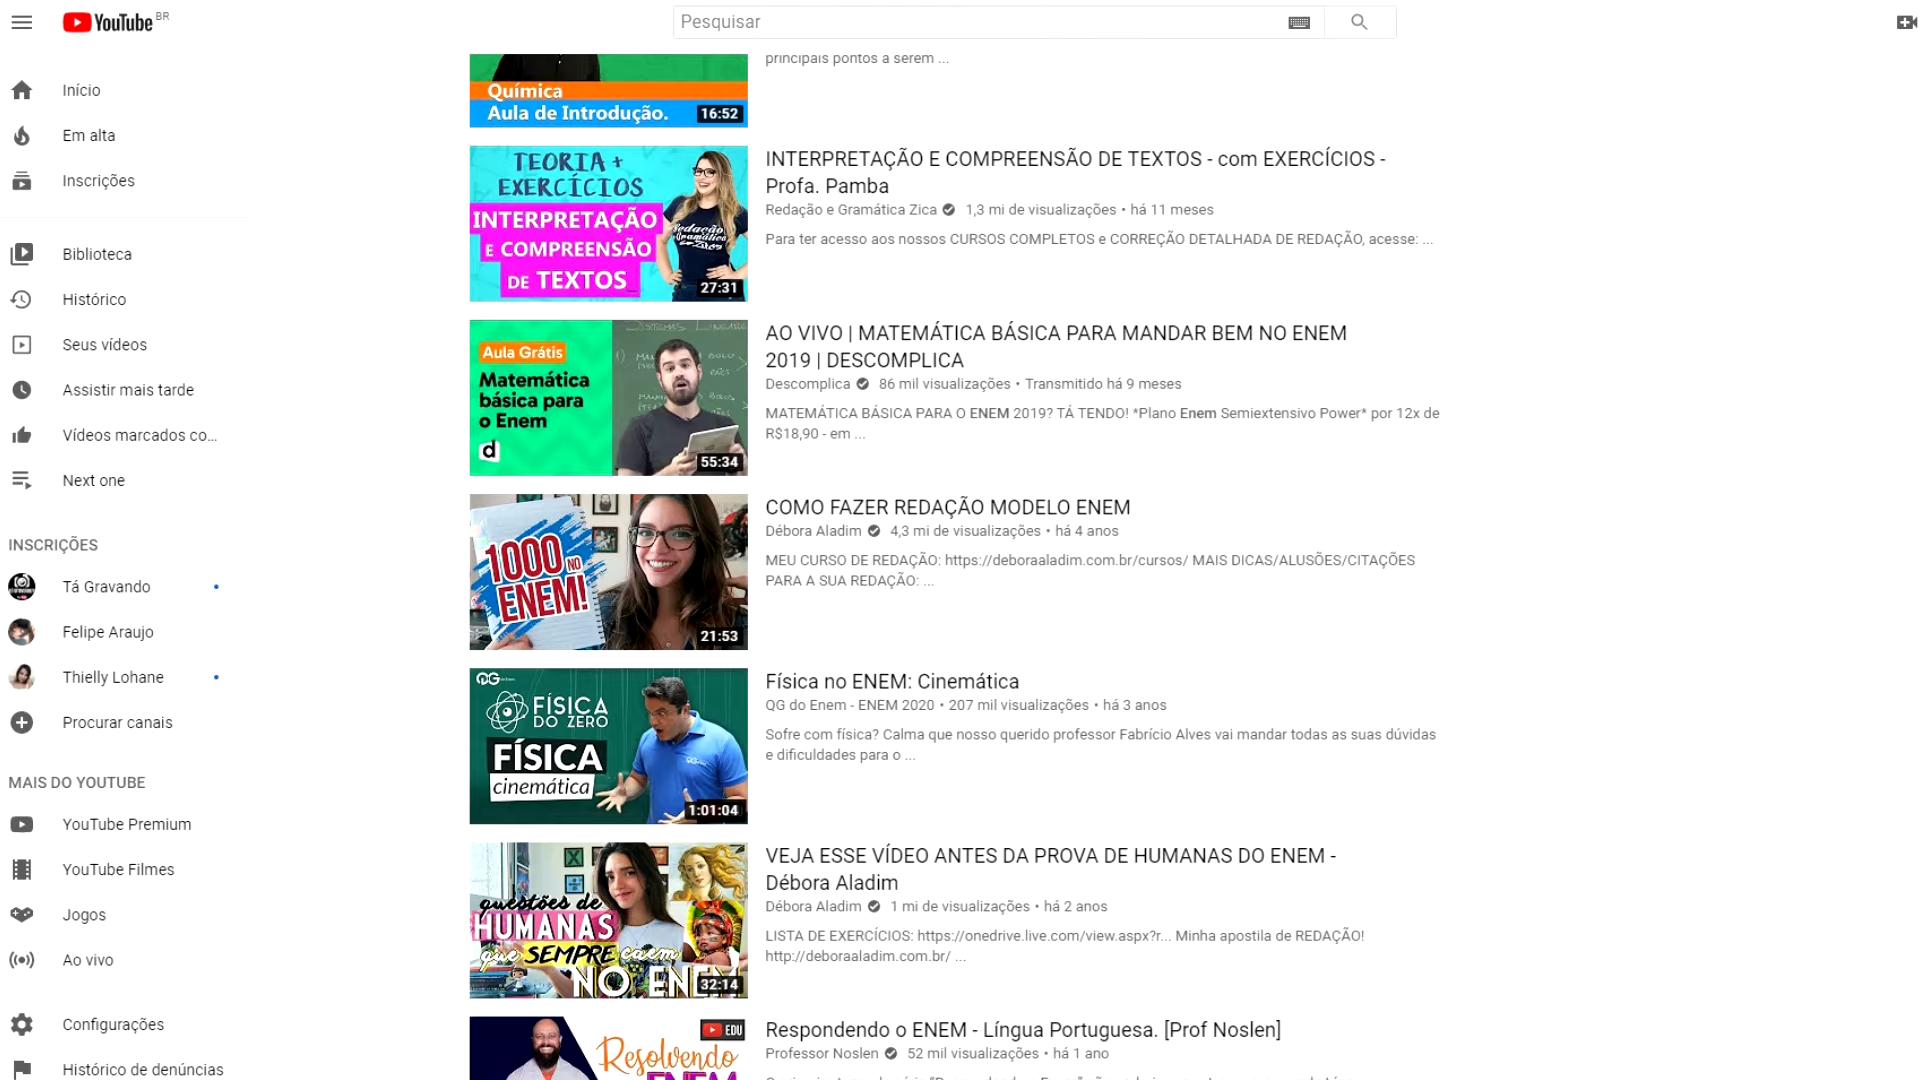 YouTube BR
Pesquisar
Início
Em alta
Inscrições
Biblioteca
Histórico
Seus vídeos
Assistir mais tarde
Vídeos marcados co...
Next one
INSCRIÇÕES
Tá Gravando
Felipe Araujo
Thielly Lohane
Procurar canais
MAIS DO YOUTUBE
YouTube Premium
YouTube Filmes
Jogos
Ao vivo
Configurações
Histórico de denúncias
Química
Aula de Introdução.
16:52
principais pontos a serem ...
TEORIA +
EXERCÍCIOS
INTERPRETAÇÃO
E COMPREENSÃO
DE TEXTOS_
Redação
Gramática
27:31
INTERPRETAÇÃO E COMPREENSÃO DE TEXTOS - com EXERCÍCIOS -
Profa. Pamba
Redação e Gramática Zica 1,3 mi de visualizações • há 11 meses
Para ter acesso aos nossos CURSOS COMPLETOS e CORREÇÃO DETALHADA DE REDAÇÃO, acesse: ...
Aula Grátis
Matemática
básica para
o Enem
d
55:34
AO VIVO | MATEMÁTICA BÁSICA PARA MANDAR BEM NO ENEM
2019 | DESCOMPLICA
Descomplica 86 mil visualizações • Transmitido há 9 meses
MATEMÁTICA BÁSICA PARA O ENEM 2019? TÁ TENDO! *Plano Enem Semiextensivo Power* por 12x de
R$18,90 - em ...
1000 NO
ENEM!
21:53
COMO FAZER REDAÇÃO MODELO ENEM
Débora Aladim 4,3 mi de visualizações • há 4 anos
MEU CURSO DE REDAÇÃO: https://deboraaladim.com.br/cursos/ MAIS DICAS/ALUSÕES/CITAÇÕES
PARA A SUA REDAÇÃO: ...
QG
FÍSICA
DO ZERO
FÍSICA
cinemática
1:01:04
Física no ENEM: Cinemática
QG do Enem - ENEM 2020 • 207 mil visualizações • há 3 anos
Sofre com física? Calma que nosso querido professor Fabrício Alves vai mandar todas as suas dúvidas
e dificuldades para o ...
questões de
HUMANAS
que SEMPRE caem
NO ENEM
32:14
VEJA ESSE VÍDEO ANTES DA PROVA DE HUMANAS DO ENEM -
Débora Aladim
Débora Aladim 1 mi de visualizações • há 2 anos
LISTA DE EXERCÍCIOS: https://onedrive.live.com/view.aspx?r... Minha apostila de REDAÇÃO!
http://deboraaladim.com.br/ ...
EDU
Resolvendo
ENEM
Respondendo o ENEM - Língua Portuguesa. [Prof Noslen]
Professor Noslen 52 mil visualizações • há 1 ano